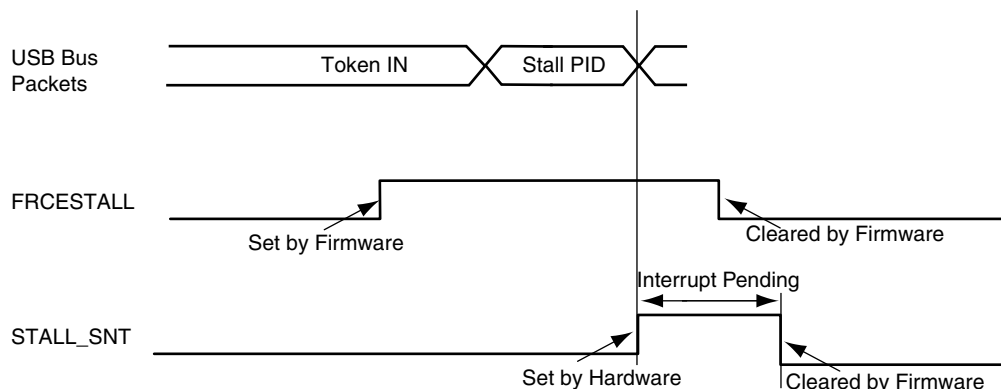 USB Bus
Packets
Token IN
Stall PID
FRCESTALL
Set by Firmware
Cleared by Firmware
Interrupt Pending
STALL_SNT
Set by Hardware
Cleared by Firmware